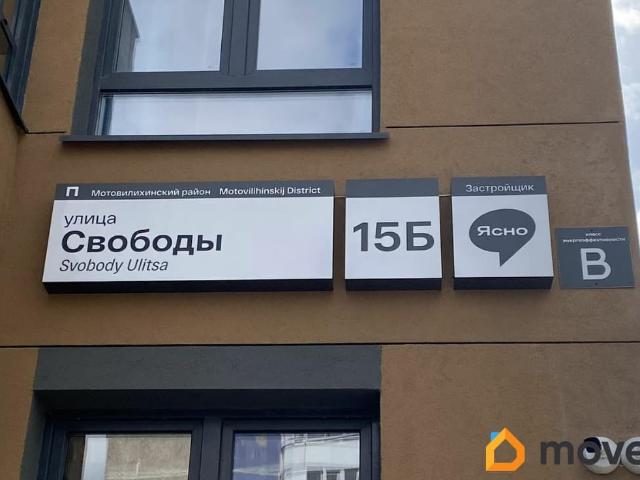 П Мотовилихинский район Motovilihinskij District
улица
Свободы
Svobody Ulitsa
15Б
Застройщик
Ясно
класс
энергоэффективности
B
move